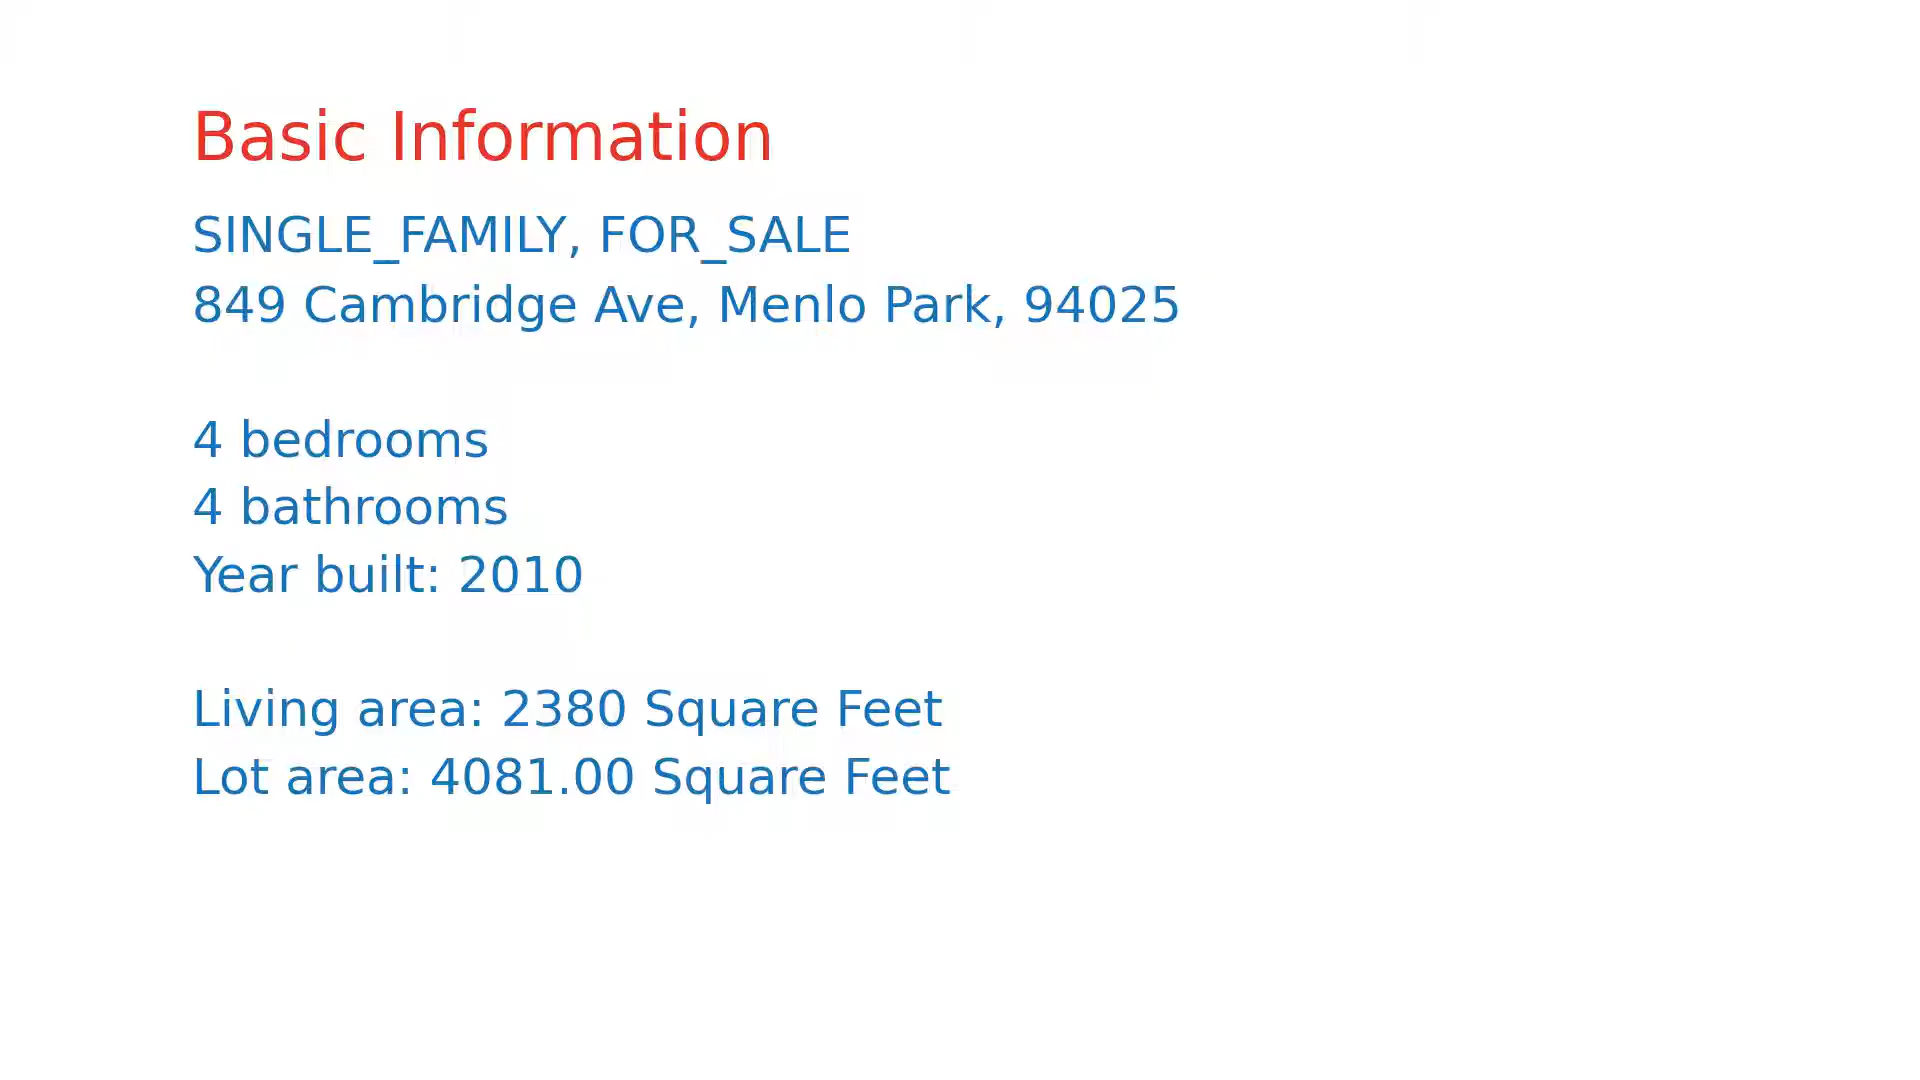 Basic Information
SINGLE_FAMILY, FOR_SALE
849 Cambridge Ave, Menlo Park, 94025
4 bedrooms
4 bathrooms
Year built: 2010
Living area: 2380 Square Feet
Lot area: 4081.00 Square Feet